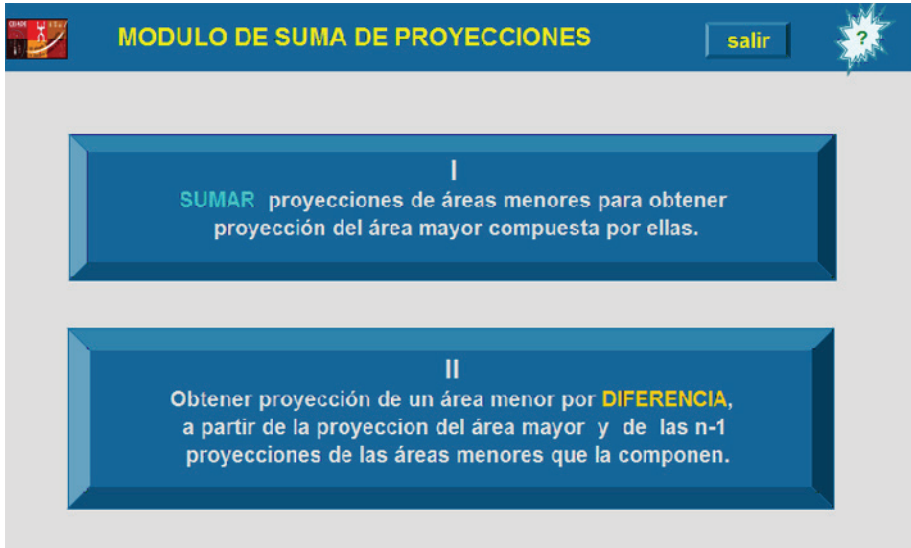 MODULO DE SUMA DE PROYECCIONES
salir
?
I
SUMAR proyecciones de áreas menores para obtener
proyección del área mayor compuesta por ellas.
II
Obtener proyección de un área menor por DIFERENCIA,
a partir de la proyeccion del área mayor y de las n-1
proyecciones de las áreas menores que la componen.